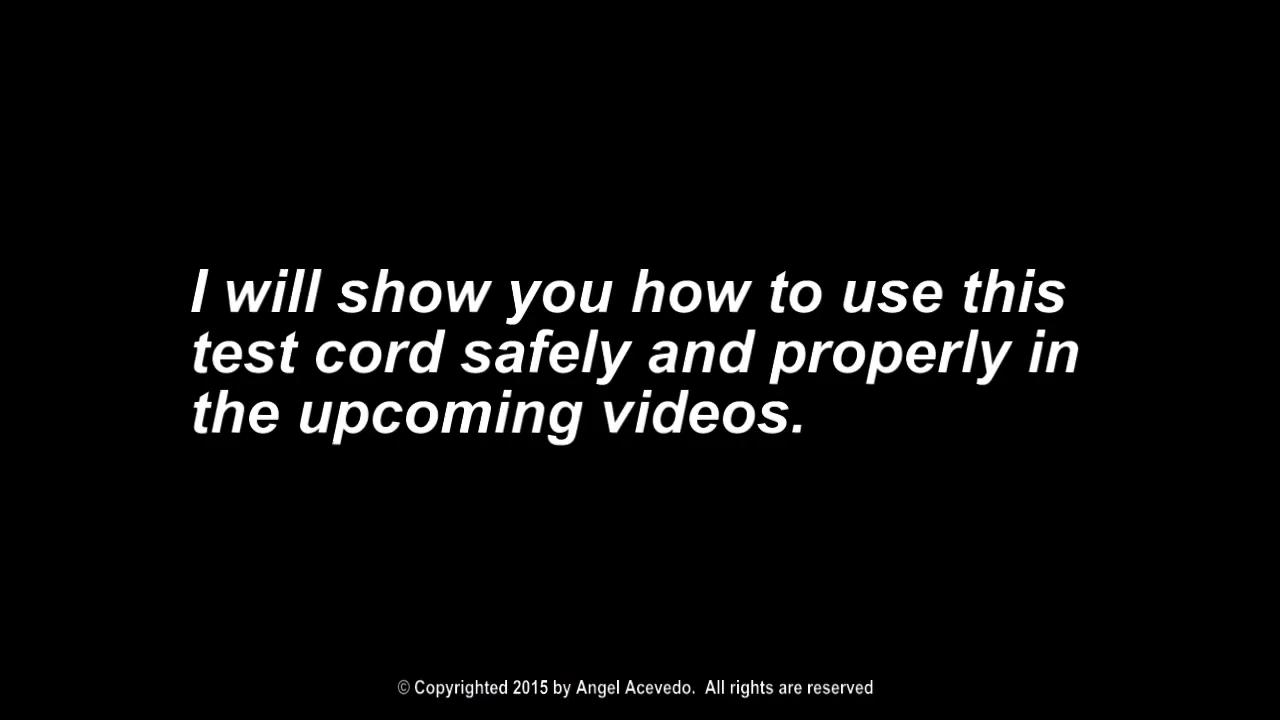 I will show you how to use this
test cord safely and properly in
the upcoming videos.
© Copyrighted 2015 by Angel Acevedo.  All rights are reserved